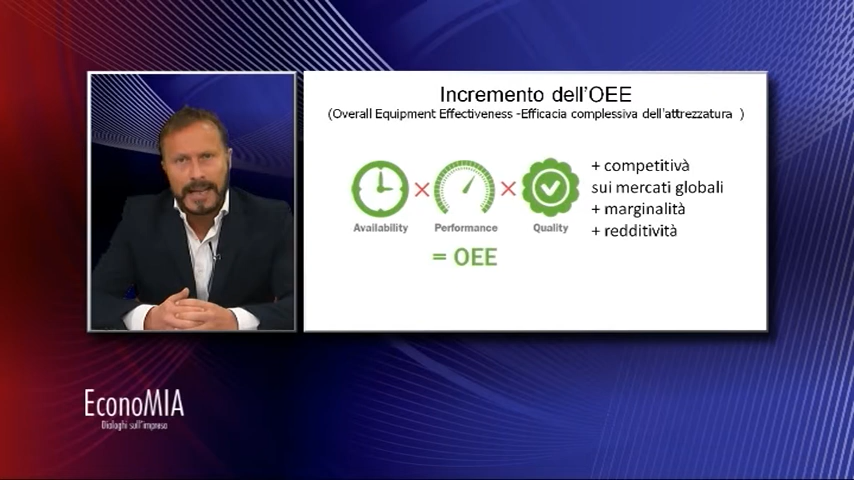 Incremento dell'OEE
(Overall Equipment Effectiveness -Efficacia complessiva dell'attrezzatura )
+ competitivà
sui mercati globali
+ marginalità
+ redditività
× ×
Availability Performance Quality
= OEE
EconoMIA
Dialoghi sull'impresa